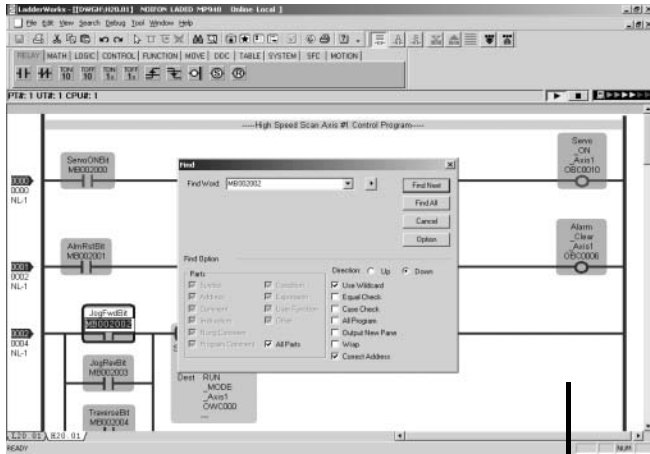 LadderWorks - [[DWGH\H20.01] NOIFON LADED MP940 Online Local ]
File Edit View Search Debug Tool Window Help
RELAY MATH LOGIC CONTROL FUNCTION MOVE DDC TABLE SYSTEM SFC MOTION
PT#: 1 UT#: 1 CPU#: 1
-----High Speed Scan Axis #1 Control Program-----
ServoONBit
MB002000
Servo
_ON
_Axis1
OBC0010
0000
0000
NL-1
AlmRstBit
MB002001
Alarm
_Clear
_Axis1
OBC0006
0001
0002
NL-1
JogFwdBit
MB002002
0003
0004
NL-1
JogRevBit
MB002003
TraverseBit
MB002004
Dest RUN
_MODE
_Axis1
OWC000
Find
Find Word: MB002002
Find Next
Find All
Cancel
Option
Find Option
Parts
Symbol
Condition
Address
Expression
Comment
User Function
Instruction
Other
Rung Comment
Program Comment
All Parts
Direction: Up Down
Use Wildcard
Equal Check
Case Check
All Program
Output New Pane
Wrap
Correct Address
L20.01 H20.01
READY
NUM